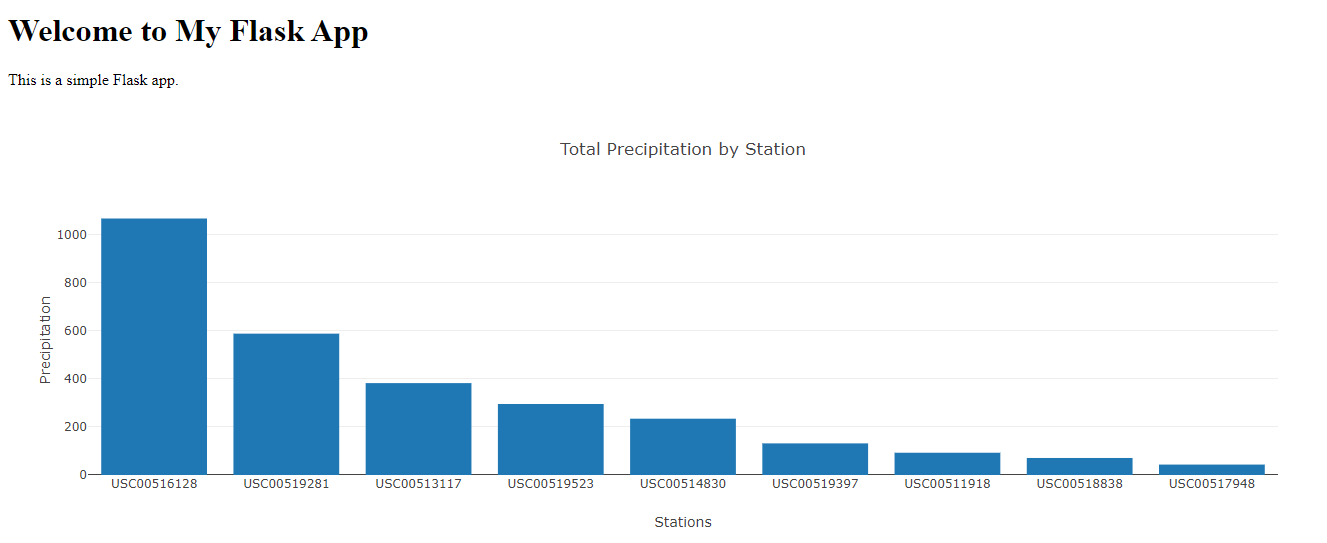 Welcome to My Flask App
This is a simple Flask app.
Total Precipitation by Station
1000
800
600
400
200
0
Precipitation
USC00516128 USC00519281 USC00513117 USC00519523 USC00514830 USC00519397 USC00511918 USC00518838 USC00517948
Stations